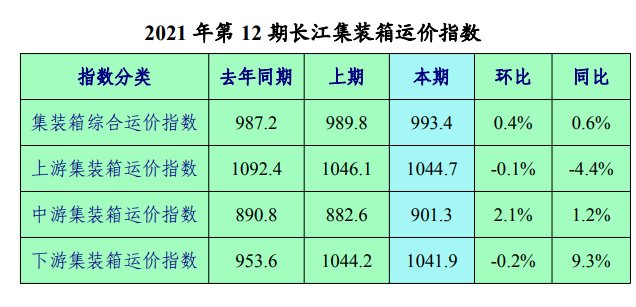 2021 年第 12 期长江集装箱运价指数
指数分类 去年同期 上期 本期 环比 同比
集装箱综合运价指数 987.2 989.8 993.4 0.4% 0.6%
上游集装箱运价指数 1092.4 1046.1 1044.7 -0.1% -4.4%
中游集装箱运价指数 890.8 882.6 901.3 2.1% 1.2%
下游集装箱运价指数 953.6 1044.2 1041.9 -0.2% 9.3%